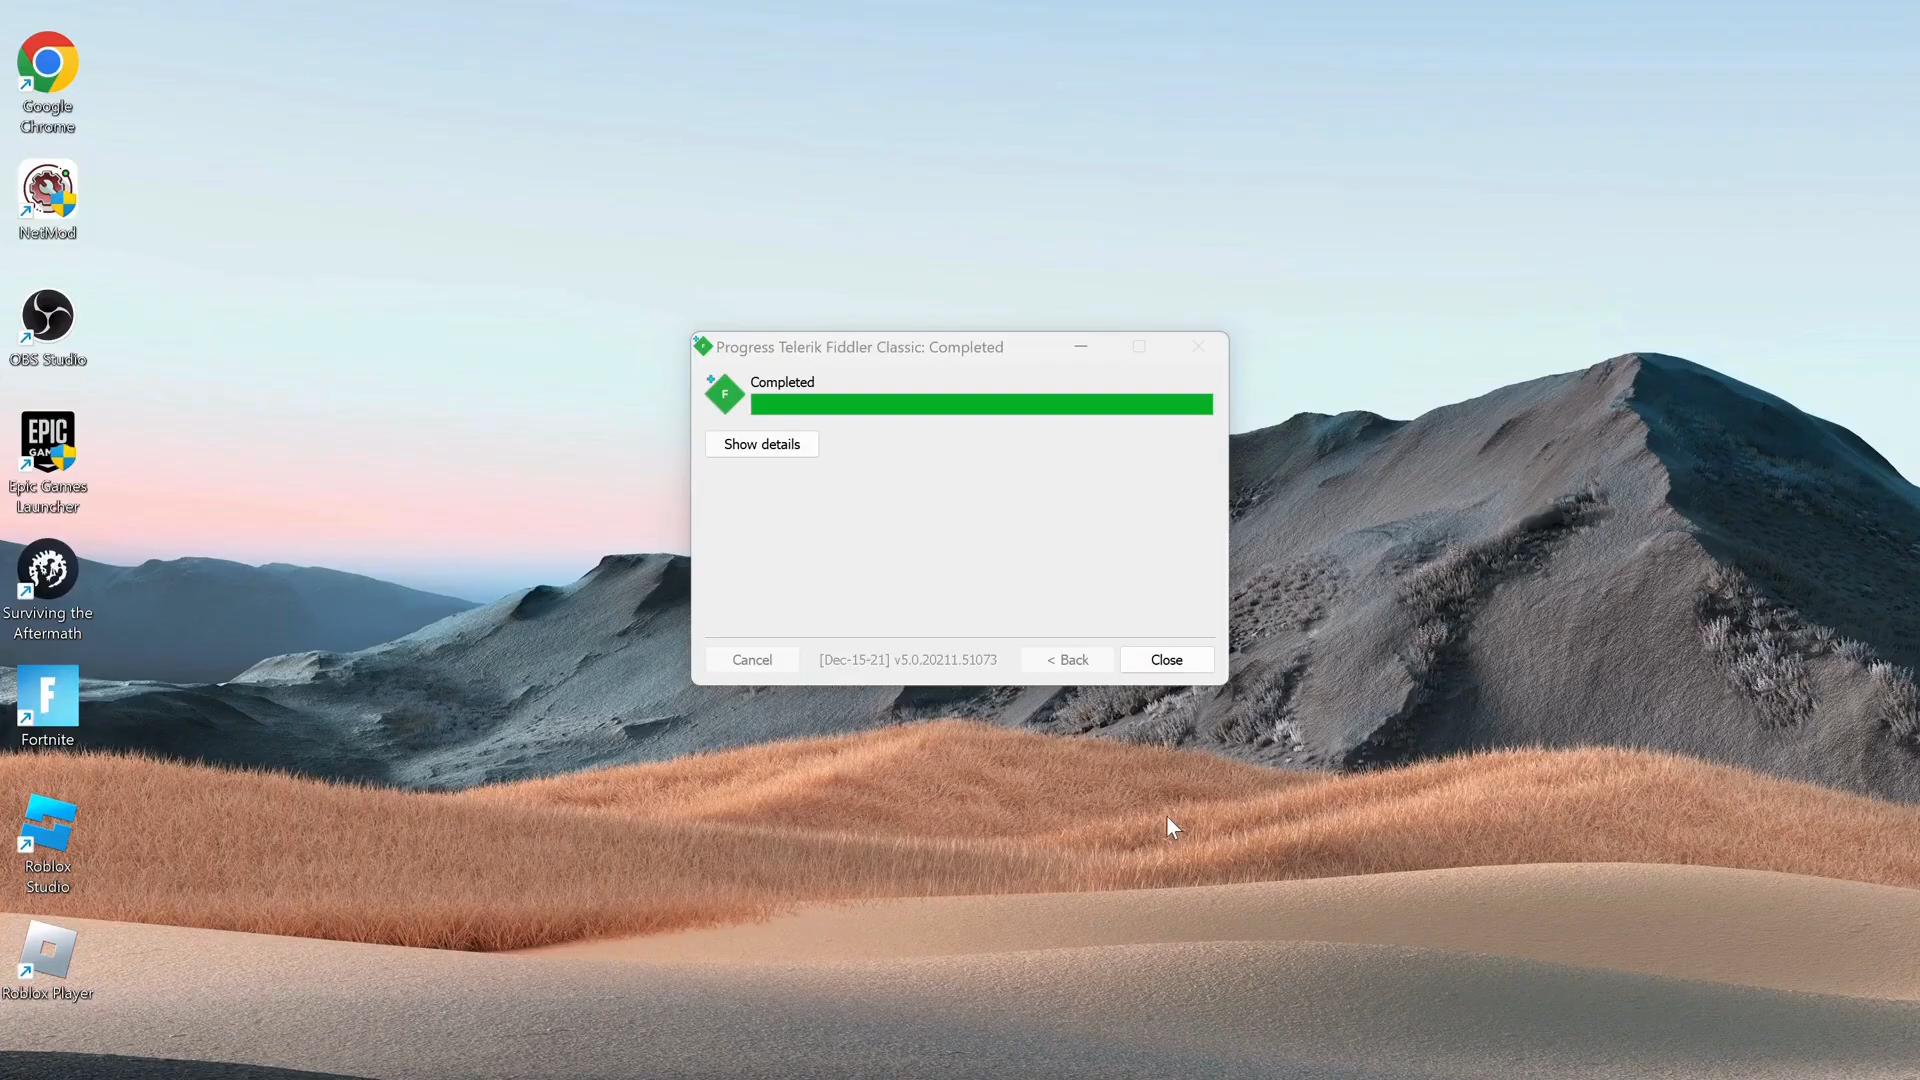 Google
Chrome
NetMod
OBS Studio
EPIC
GAM
Epic Games
Launcher
Surviving the
Aftermath
F
Fortnite
Roblox
Studio
Roblox Player
F
Progress Telerik Fiddler Classic: Completed
F
Completed
Show details
Cancel
[Dec-15-21] v5.0.20211.51073
< Back
Close